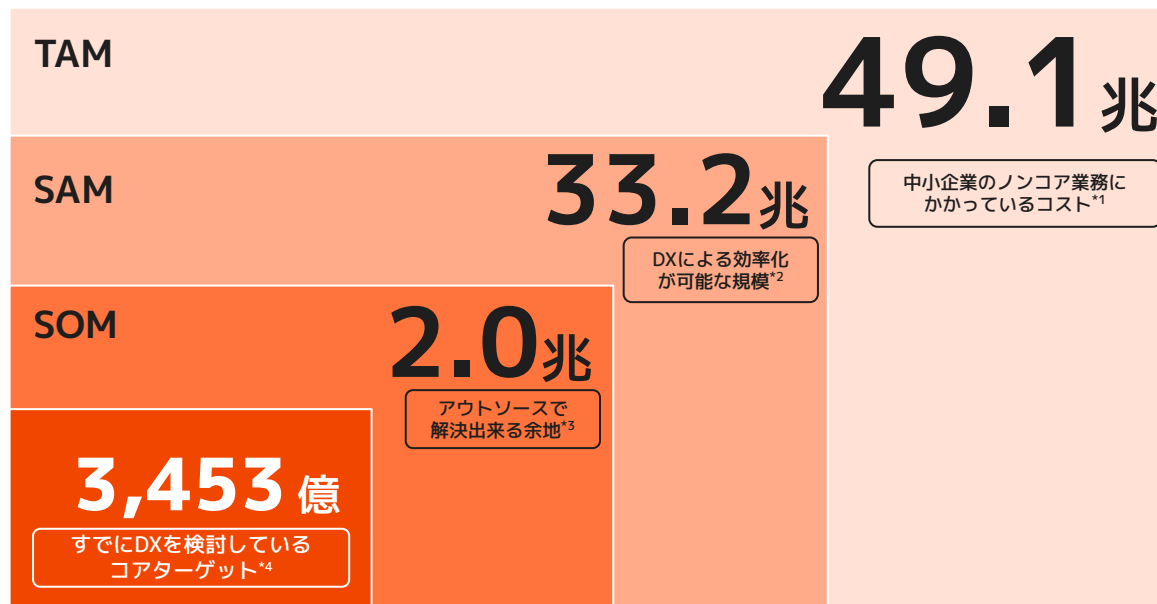 TAM
49.1兆
中小企業のノンコア業務に
かかっているコスト*1
SAM
33.2兆
DXによる効率化
が可能な規模*2
SOM
2.0兆
アウトソースで
解決出来る余地*3
3,453億
すでにDXを検討している
コアターゲット*4